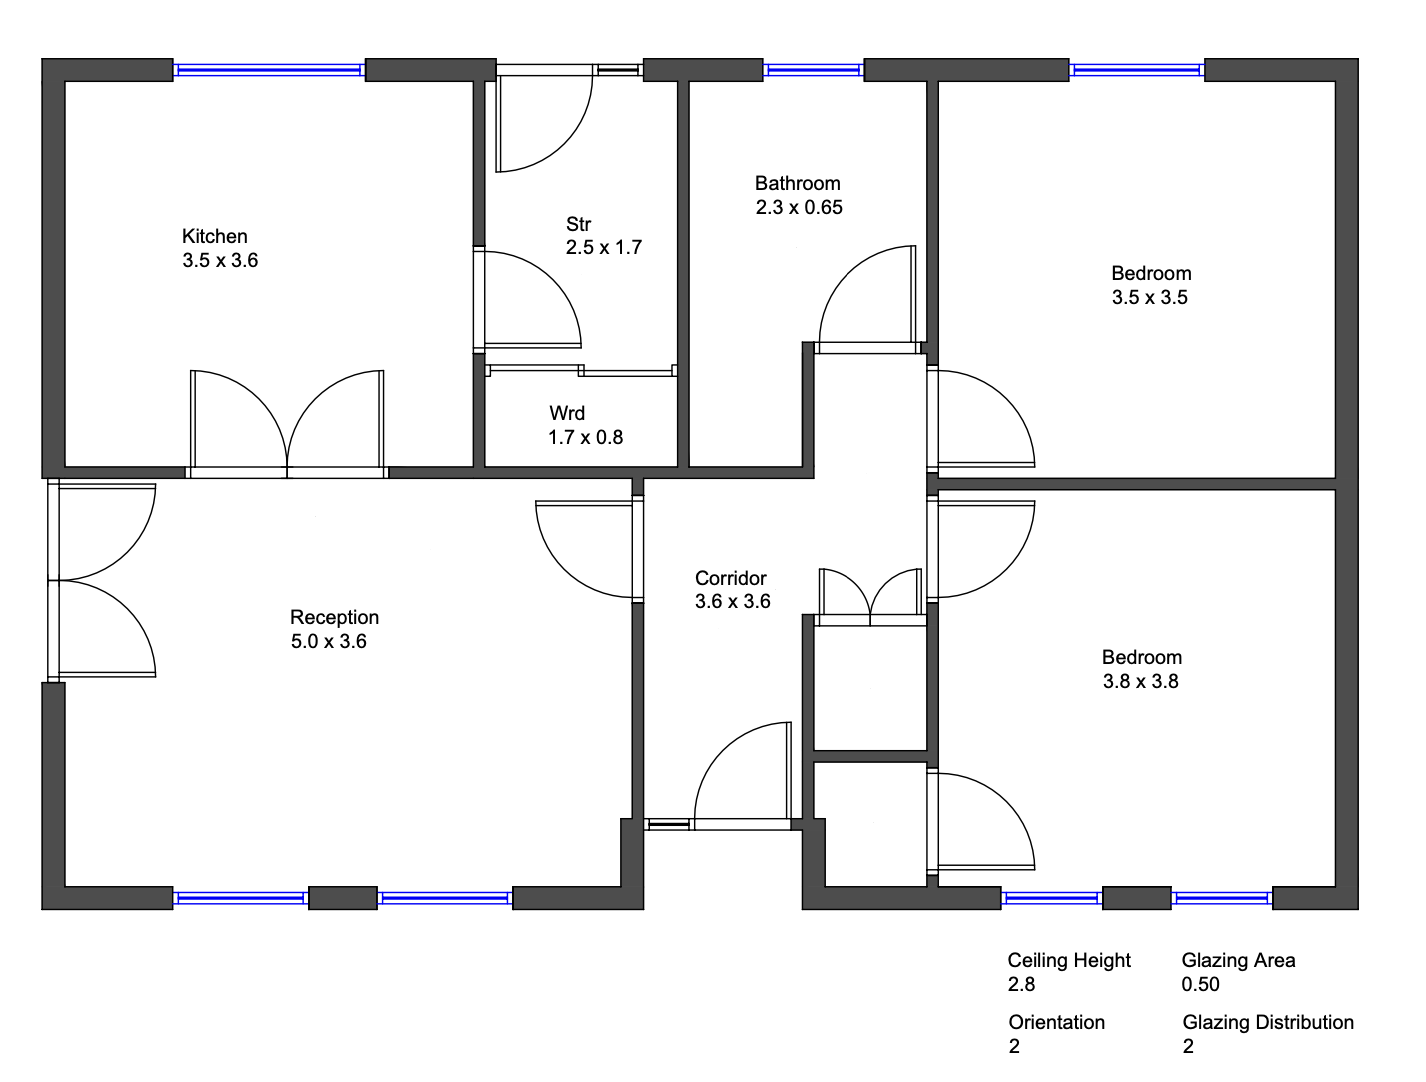 Kitchen
3.5 x 3.6
Str
2.5 x 1.7
Bathroom
2.3 x 0.65
Bedroom
3.5 x 3.5
Wrd
1.7 x 0.8
Reception
5.0 x 3.6
Corridor
3.6 x 3.6
Bedroom
3.8 x 3.8
Ceiling Height
2.8
Glazing Area
0.50
Orientation
2
Glazing Distribution
2